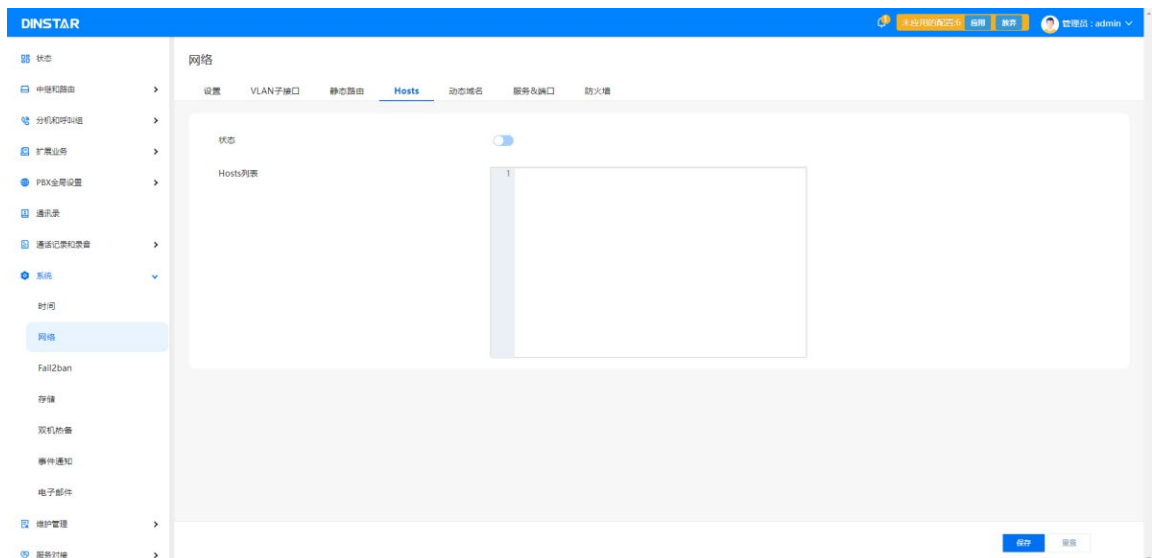 DINSTAR
未应用的配置:6 应用 放弃
管理员 : admin
状态
中继和路由
分机和呼叫组
扩展业务
PBX全局设置
通讯录
通话记录和录音
系统
时间
网络
Fail2ban
存储
双机热备
事件通知
电子邮件
维护管理
服务对接
网络
设置 VLAN子接口 静态路由 Hosts 动态域名 服务&端口 防火墙
状态
Hosts列表
1
保存 重置